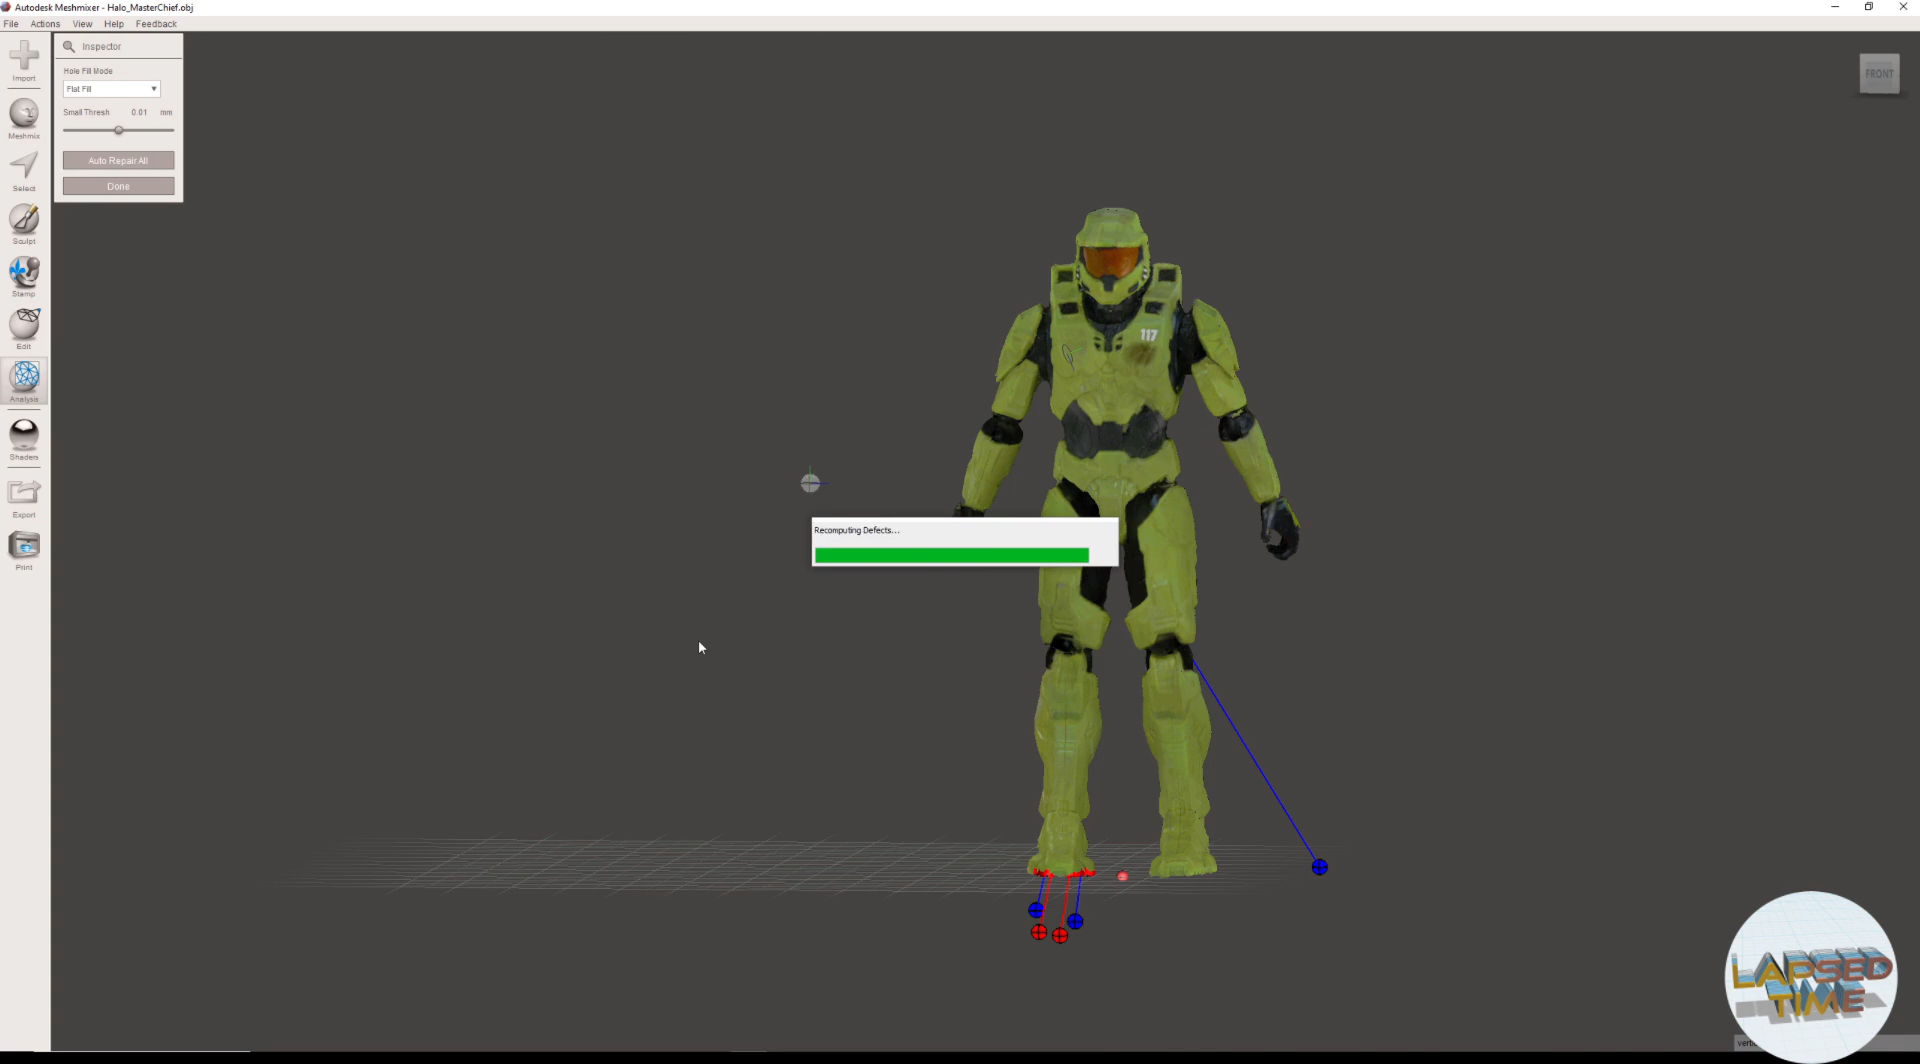 Autodesk Meshmixer - Halo_MasterChief.obj
File Actions View Help Feedback
Inspector
Import
Hole Fill Mode
Flat Fill
Small Thresh 0.01 mm
Auto Repair All
Done
Meshmix
Select
Sculpt
Stamp
Edit
Analysis
Shaders
Export
Print
FRONT
117
Recomputing Defects...
LAPSED
TIME